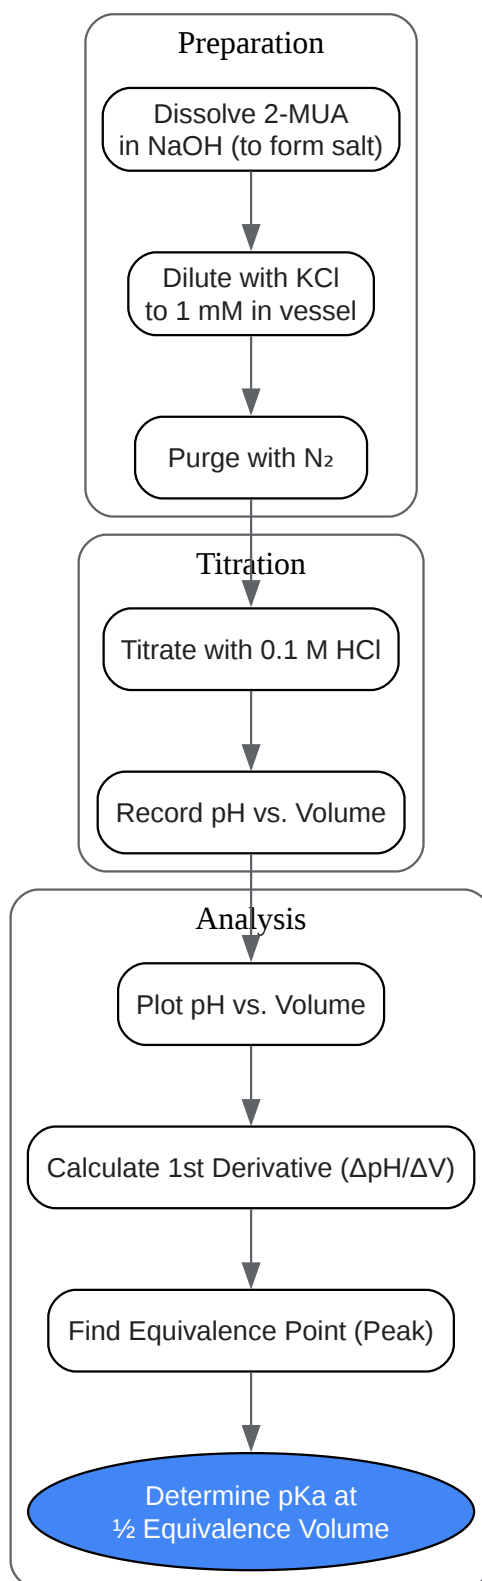 Preparation
Dissolve 2-MUA
in NaOH (to form salt)
Dilute with KCl
to 1 mM in vessel
Purge with N₂
Titration
Titrate with 0.1 M HCl
Record pH vs. Volume
Analysis
Plot pH vs. Volume
Calculate 1st Derivative (ΔpH/ΔV)
Find Equivalence Point (Peak)
Determine pKa at
½ Equivalence Volume